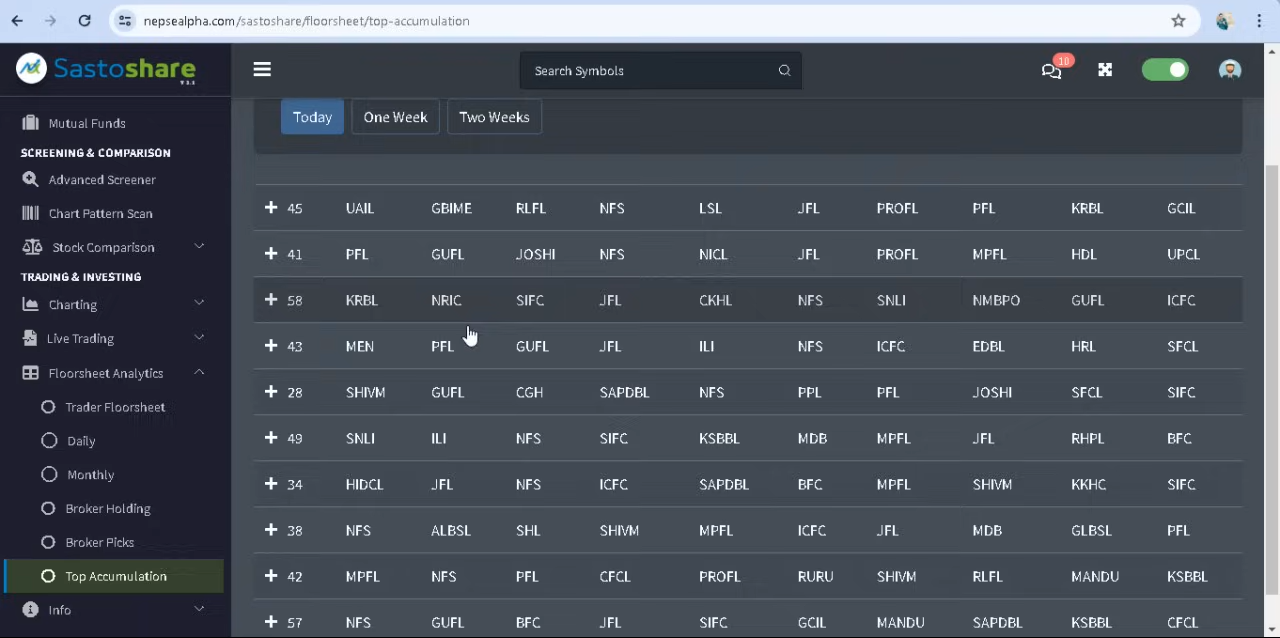 nepsealpha.com/sastoshare/floorsheet/top-accumulation
Sastoshare
Search Symbols
10
Mutual Funds
SCREENING & COMPARISON
Advanced Screener
Chart Pattern Scan
Stock Comparison
TRADING & INVESTING
Charting
Live Trading
Floorsheet Analytics
Trader Floorsheet
Daily
Monthly
Broker Holding
Broker Picks
Top Accumulation
Info
Today One Week Two Weeks
+ 45 UAIL GBIME RLFL NFS LSL JFL PROFL PFL KRBL GCIL
+ 41 PFL GUFL JOSHI NFS NICL JFL PROFL MPFL HDL UPCL
+ 58 KRBL NRIC SIFC JFL CKHL NFS SNLI NMBPO GUFL ICFC
+ 43 MEN PFL GUFL JFL ILI NFS ICFC EDBL HRL SFCL
+ 28 SHIVM GUFL CGH SAPDBL NFS PPL PFL JOSHI SFCL SIFC
+ 49 SNLI ILI NFS SIFC KSBBL MDB MPFL JFL RHPL BFC
+ 34 HIDCL JFL NFS ICFC SAPDBL BFC MPFL SHIVM KKHC SIFC
+ 38 NFS ALBSL SHL SHIVM MPFL ICFC JFL MDB GLBSL PFL
+ 42 MPFL NFS PFL CFCL PROFL RURU SHIVM RLFL MANDU KSBBL
+ 57 NFS GUFL BFC JFL SIFC GCIL MANDU SAPDBL KSBBL CFCL